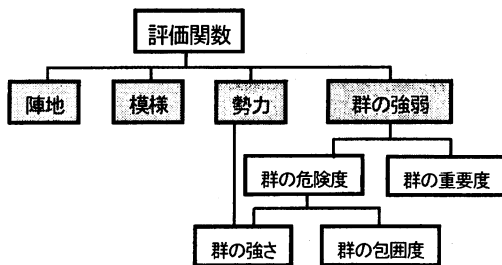 評価関数
陣地
模様
勢力
群の強弱
群の危険度
群の重要度
群の強さ
群の包囲度